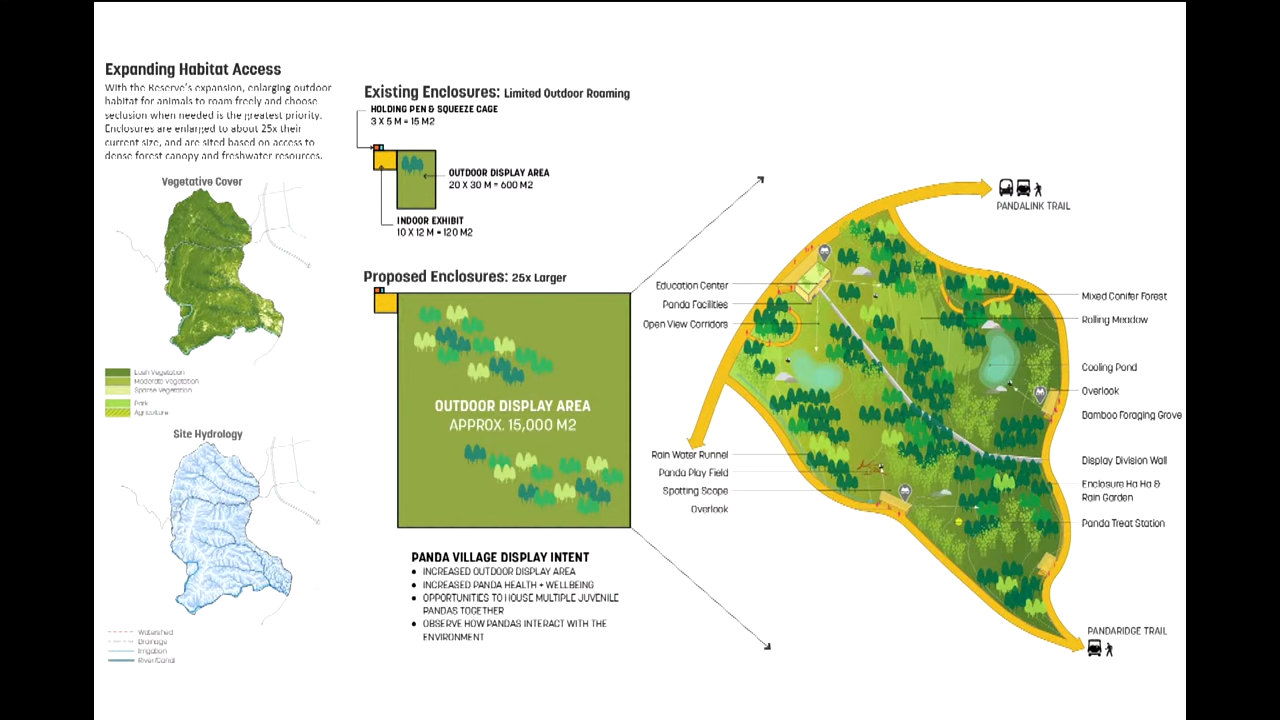 Expanding Habitat Access
With the Reserve's expansion, enlarging outdoor
habitat for animals to roam freely and choose
seclusion when needed is the greatest priority.
Enclosures are enlarged to about 25x their
current size, and are sited based on access to
dense forest canopy and freshwater resources.
Vegetative Cover
Lush Vegetation
Moderate Vegetation
Sparse Vegetation
Park
Agriculture
Site Hydrology
Watershed
Drainage
Irrigation
River/Canal
Existing Enclosures: Limited Outdoor Roaming
HOLDING PEN & SQUEEZE CAGE
3 X 5 M = 15 M2
OUTDOOR DISPLAY AREA
20 X 30 M = 600 M2
INDOOR EXHIBIT
10 X 12 M = 120 M2
Proposed Enclosures: 25x Larger
OUTDOOR DISPLAY AREA
APPROX. 15,000 M2
PANDA VILLAGE DISPLAY INTENT
• INCREASED OUTDOOR DISPLAY AREA
• INCREASED PANDA HEALTH + WELLBEING
• OPPORTUNITIES TO HOUSE MULTIPLE JUVENILE
PANDAS TOGETHER
• OBSERVE HOW PANDAS INTERACT WITH THE
ENVIRONMENT
PANDALINK TRAIL
Education Center
Panda Facilities
Open View Corridors
Rain Water Runnel
Panda Play Field
Spotting Scope
Overlook
Mixed Conifer Forest
Rolling Meadow
Cooling Pond
Overlook
Bamboo Foraging Grove
Display Division Wall
Enclosure Ha Ha &
Rain Garden
Panda Treat Station
PANDARIDGE TRAIL